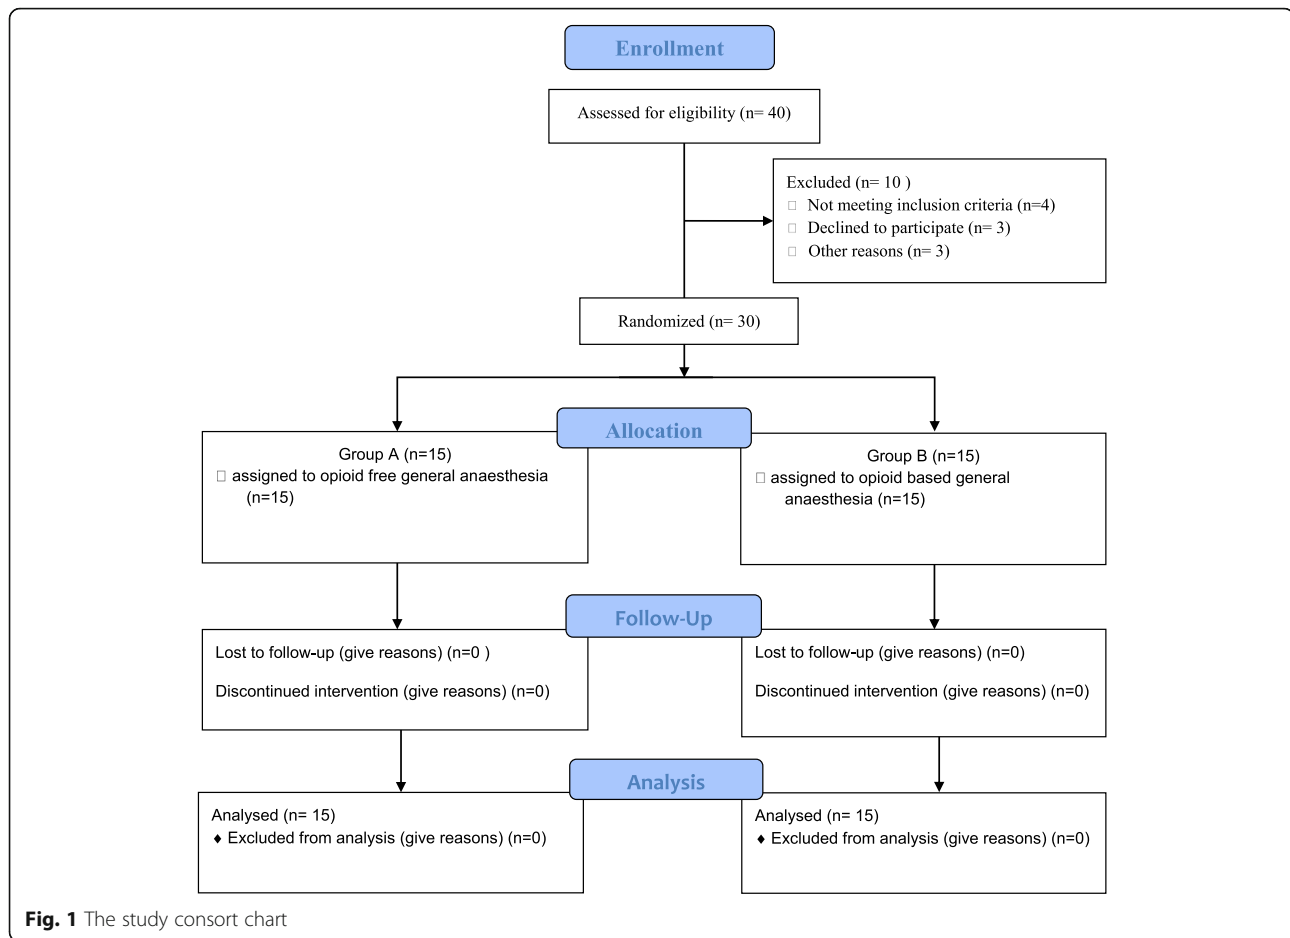 Enrollment
Assessed for eligibility (n= 40)
Excluded (n= 10 )
□ Not meeting inclusion criteria (n=4)
□ Declined to participate (n= 3)
□ Other reasons (n= 3)
Randomized (n= 30)
Allocation
Group A (n=15)
□ assigned to opioid free general anaesthesia
(n=15)
Group B (n=15)
□ assigned to opioid based general
anaesthesia (n=15)
Follow-Up
Lost to follow-up (give reasons) (n=0 )
Discontinued intervention (give reasons) (n=0)
Lost to follow-up (give reasons) (n=0)
Discontinued intervention (give reasons) (n=0)
Analysis
Analysed (n= 15)
♦ Excluded from analysis (give reasons) (n=0)
Analysed (n= 15)
♦ Excluded from analysis (give reasons) (n=0)
Fig. 1 The study consort chart